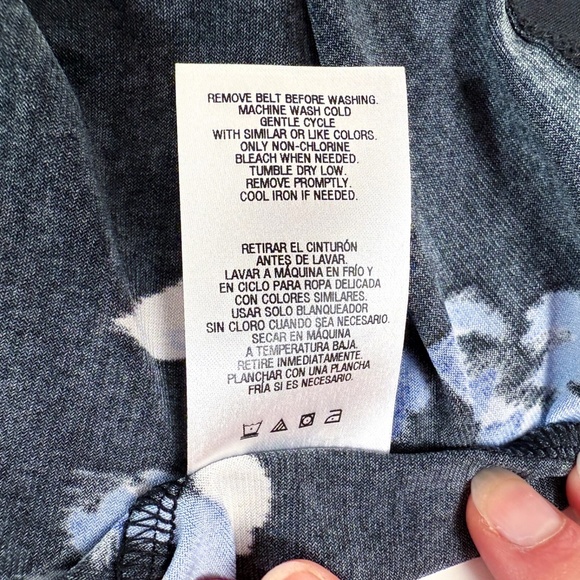 REMOVE BELT BEFORE WASHING.
MACHINE WASH COLD
GENTLE CYCLE
WITH SIMILAR OR LIKE COLORS.
ONLY NON-CHLORINE
BLEACH WHEN NEEDED.
TUMBLE DRY LOW.
REMOVE PROMPTLY.
COOL IRON IF NEEDED.
RETIRAR EL CINTURÓN
ANTES DE LAVAR.
LAVAR A MÁQUINA EN FRÍO Y
EN CICLO PARA ROPA DELICADA
CON COLORES SIMILARES.
USAR SOLO BLANQUEADOR
SIN CLORO CUANDO SEA NECESARIO.
SECAR EN MÁQUINA
A TEMPERATURA BAJA.
RETIRE INMEDIATAMENTE.
PLANCHAR CON UNA PLANCHA
FRÍA SI ES NECESARIO.